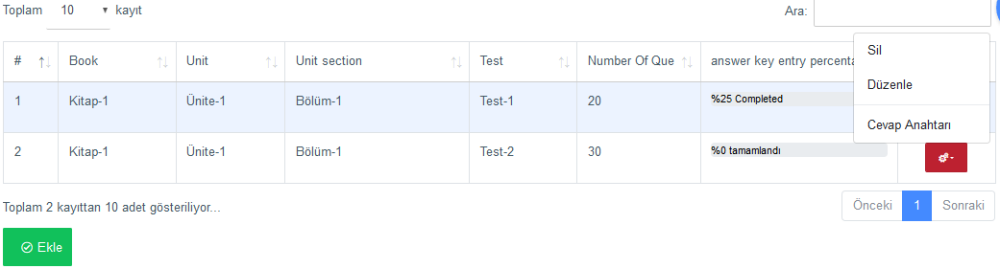 Toplam 10 kayıt Ara:
# Book Unit Unit section Test Number Of Que answer key entry percenta
Sil
Düzenle
Cevap Anahtarı
1 Kitap-1 Ünite-1 Bölüm-1 Test-1 20 %25 Completed
2 Kitap-1 Ünite-1 Bölüm-1 Test-2 30 %0 tamamlandı
Toplam 2 kayıttan 10 adet gösteriliyor...
Önceki 1 Sonraki
Ekle